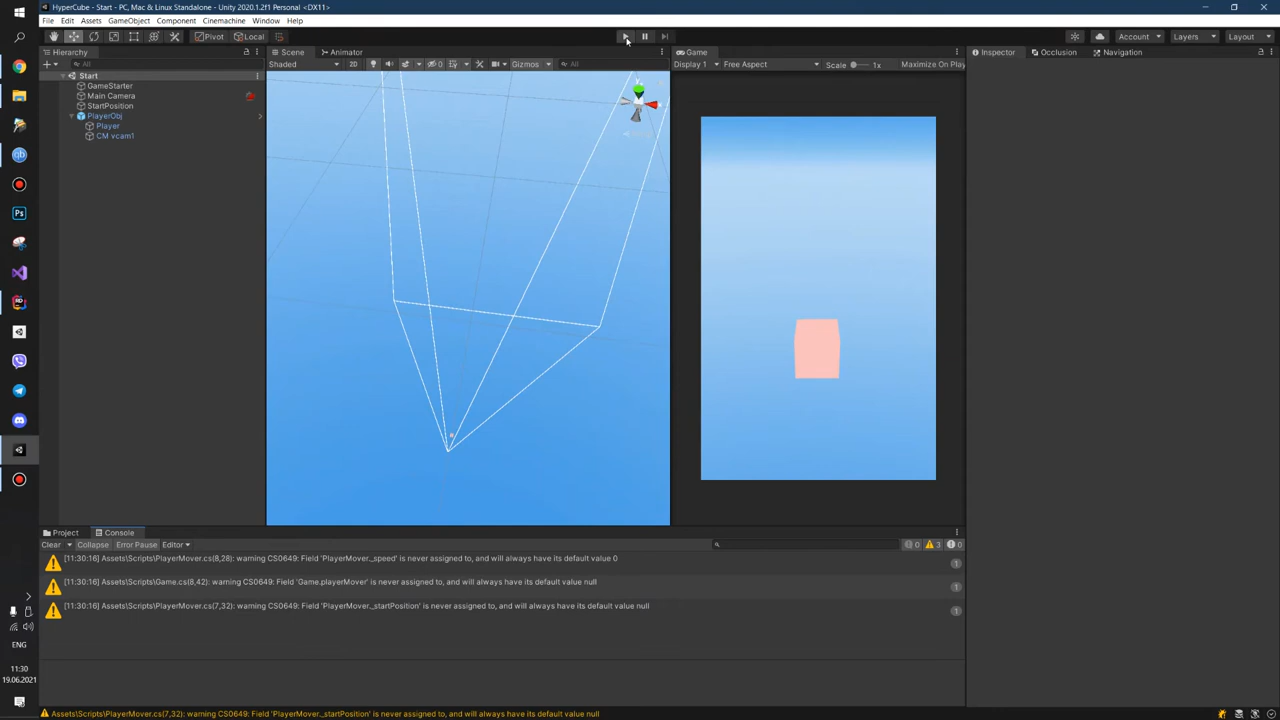 HyperCube - Start - PC, Mac & Linux Standalone - Unity 2020.1.2f1 Personal <DX11>
File Edit Assets GameObject Component Cinemachine Window Help
Pivot Local Account Layers Layout
Hierarchy Scene Animator Game Inspector Occlusion Navigation
All Shaded 2D 0 Gizmos All Display 1 Free Aspect Scale 1x Maximize On Play
Start
GameStarter
Main Camera
StartPosition
PlayerObj
Player
CM vcam1
Project Console
Clear Collapse Error Pause Editor 0 3 0
[11:30:16] Assets\Scripts\PlayerMover.cs(8,28): warning CS0649: Field 'PlayerMover._speed' is never assigned to, and will always have its default value 0
1
[11:30:16] Assets\Scripts\Game.cs(8,42): warning CS0649: Field 'Game.playerMover' is never assigned to, and will always have its default value null
1
[11:30:16] Assets\Scripts\PlayerMover.cs(7,32): warning CS0649: Field 'PlayerMover._startPosition' is never assigned to, and will always have its default value null
1
ENG
11:30
19.06.2021
Assets\Scripts\PlayerMover.cs(7,32): warning CS0649: Field 'PlayerMover._startPosition' is never assigned to, and will always have its default value null